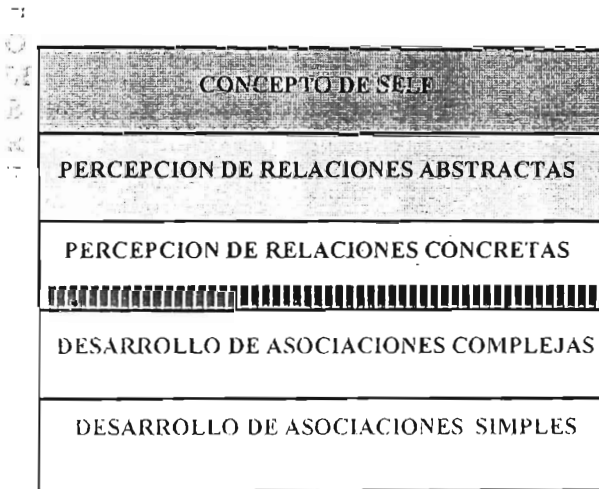 CONCEPTO DE SELF
PERCEPCION DE RELACIONES ABSTRACTAS
PERCEPCION DE RELACIONES CONCRETAS
DESARROLLO DE ASOCIACIONES COMPLEJAS
DESARROLLO DE ASOCIACIONES SIMPLES